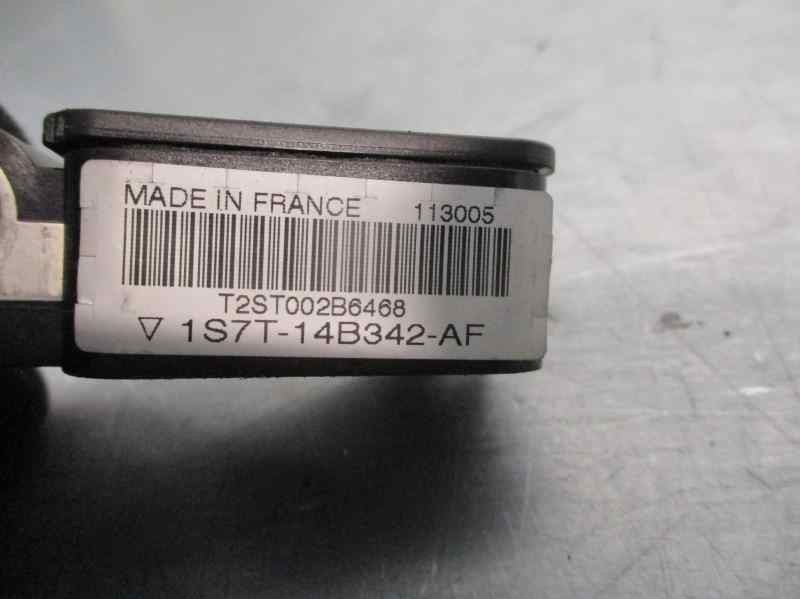 MADE IN FRANCE 113005
T2ST002B6468
▽ 1S7T-14B342-AF